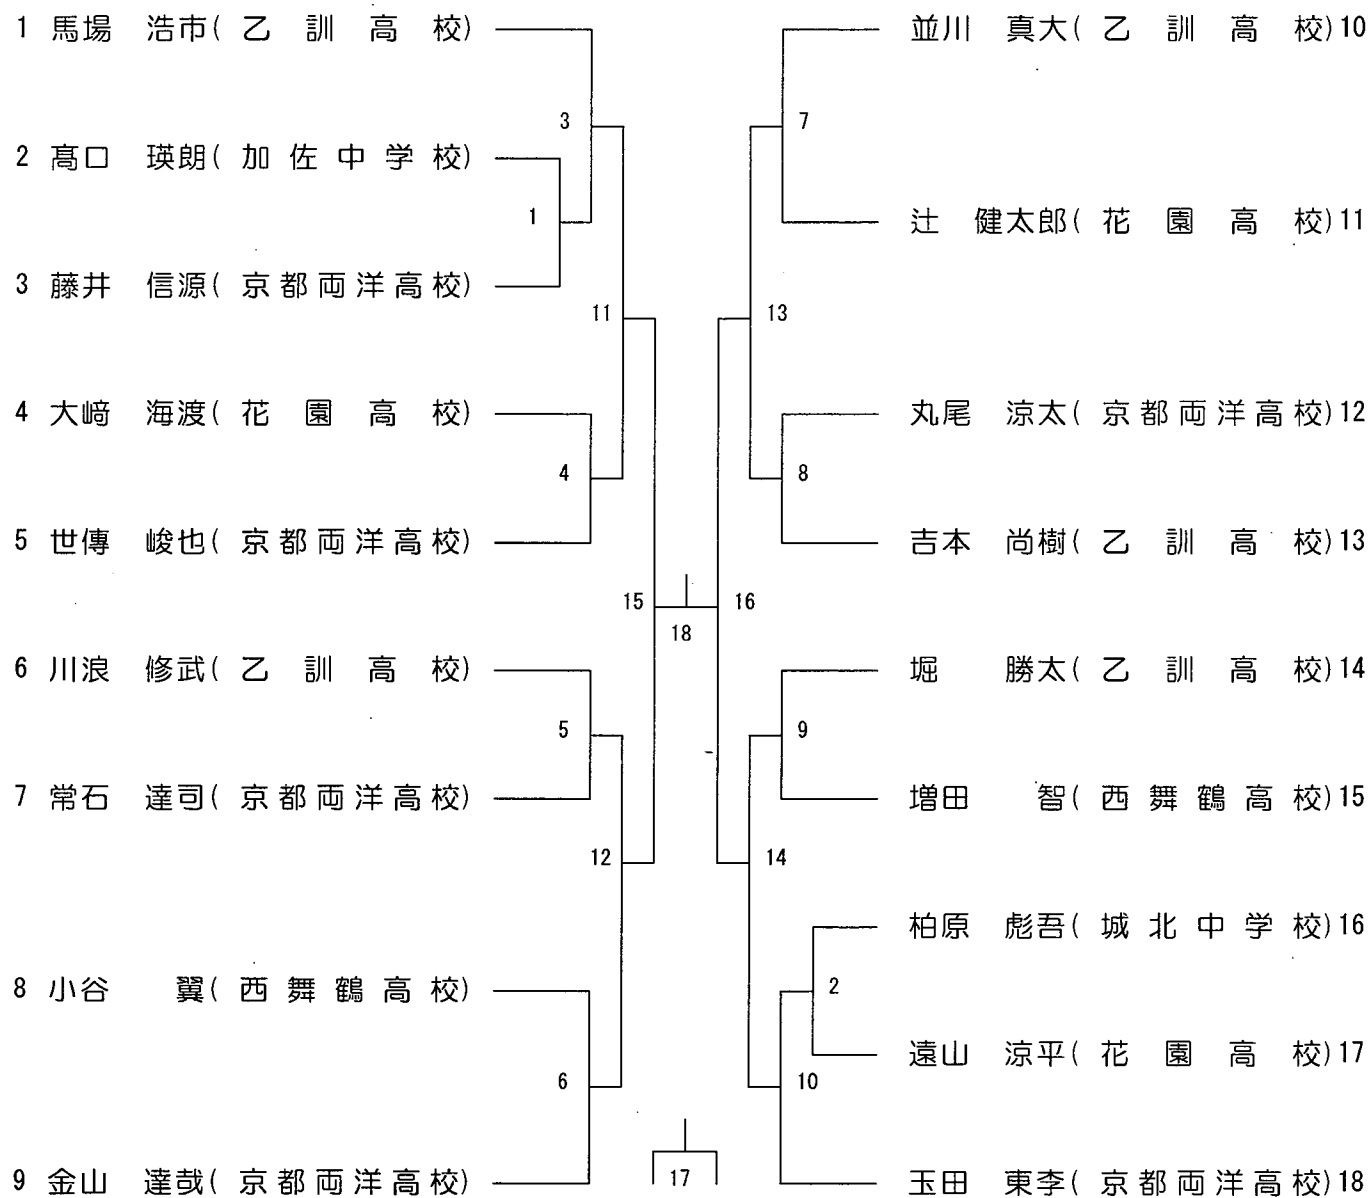 1 馬場 浩市(乙訓高校)
3
2 髙口 瑛朗(加佐中学校)
1
3 藤井 信源(京都両洋高校)
11
4 大﨑 海渡(花園高校)
4
5 世傳 峻也(京都両洋高校)
15
18
6 川浪 修武(乙訓高校)
5
7 常石 達司(京都両洋高校)
12
8 小谷 翼(西舞鶴高校)
6
9 金山 達哉(京都両洋高校)
17
並川 真大(乙訓高校)10
7
辻 健太郎(花園高校)11
13
丸尾 涼太(京都両洋高校)12
8
吉本 尚樹(乙訓高校)13
16
堀 勝太(乙訓高校)14
9
増田 智(西舞鶴高校)15
14
柏原 彪吾(城北中学校)16
2
遠山 涼平(花園高校)17
10
玉田 東李(京都両洋高校)18